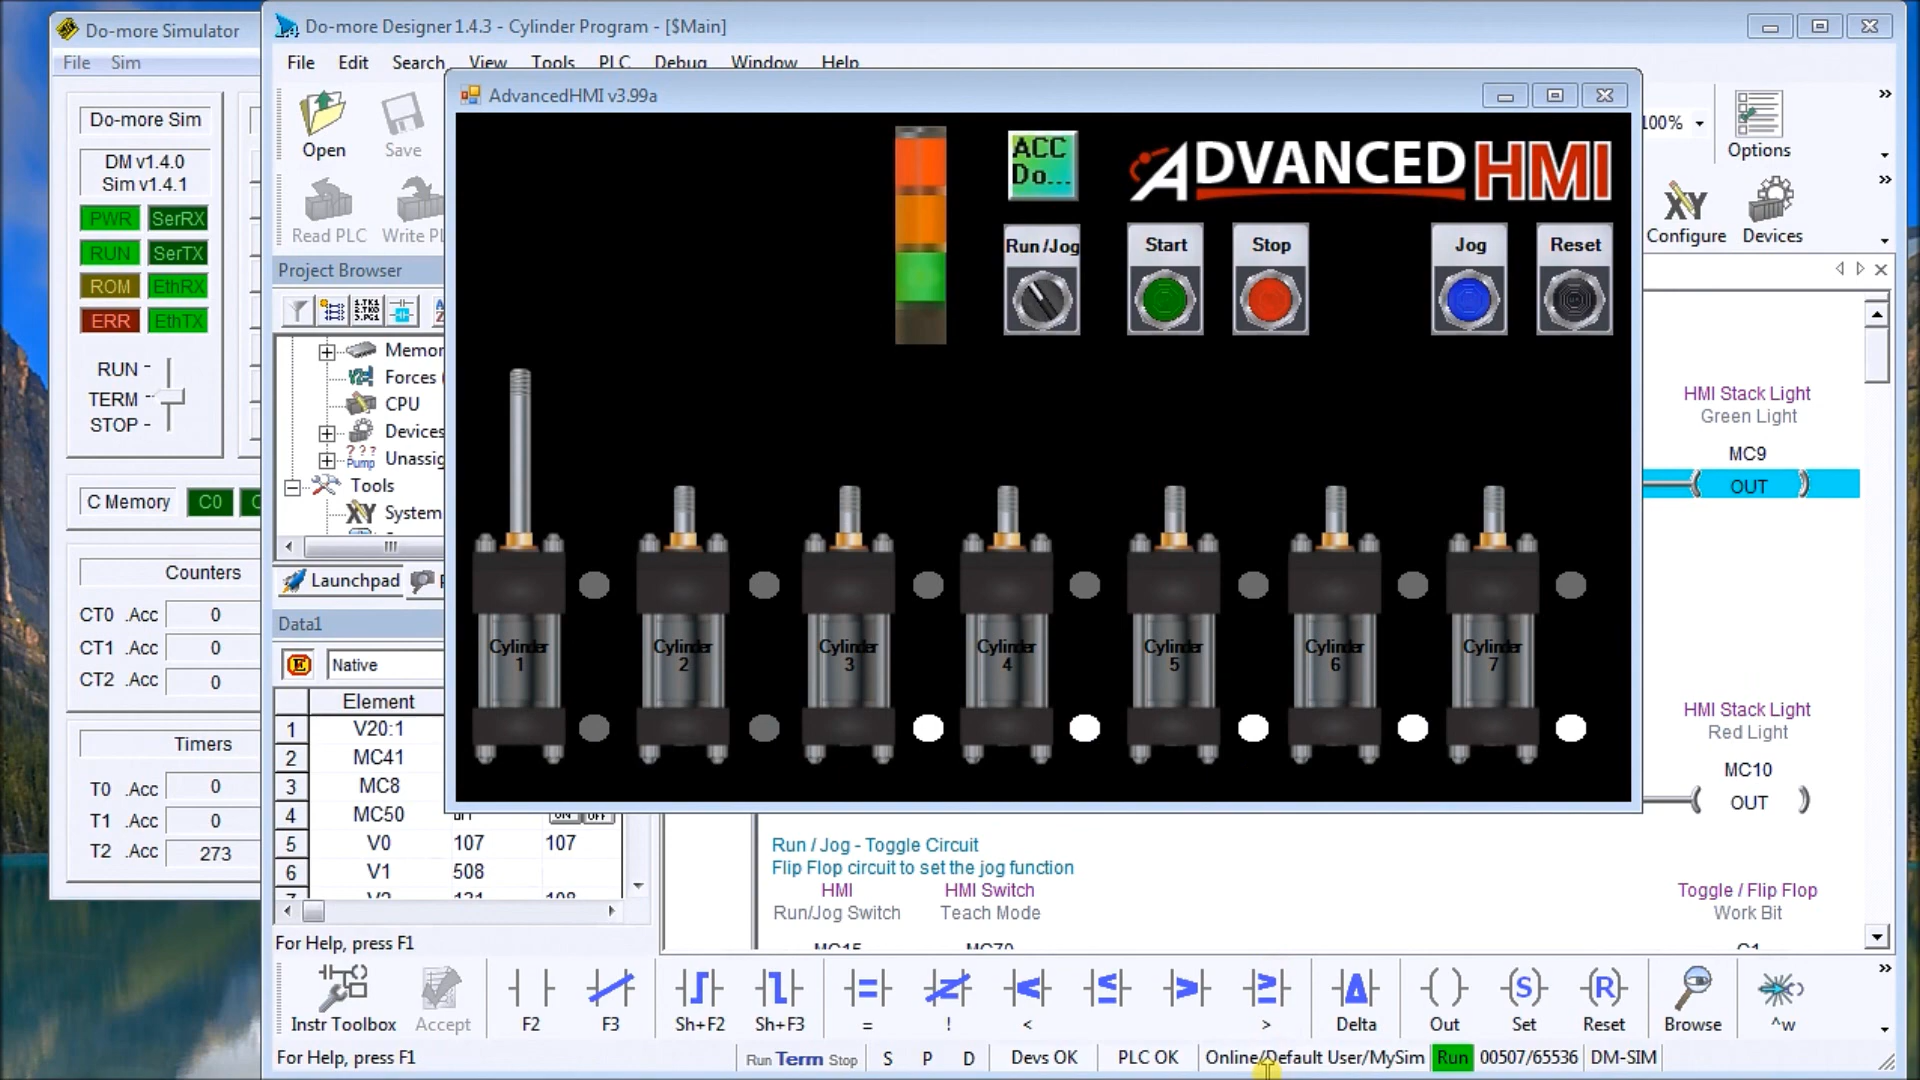 Do-more Simulator
File Sim
Do-more Sim
DM v1.4.0
Sim v1.4.1
PWR SerRX
RUN SerTX
ROM EthRX
ERR EthTX
RUN -
TERM -
STOP -
C Memory C0
Counters
CT0 .Acc 0
CT1 .Acc 0
CT2 .Acc 0
Timers
T0 .Acc 0
T1 .Acc 0
T2 .Acc 273
Do-more Designer 1.4.3 - Cylinder Program - [$Main]
File Edit Search View Tools PLC Debug Window Help
Open Save
Read PLC Write PL
100%
Options
Configure Devices
Project Browser
Memor
Forces
CPU
Devices
Unassig
Tools
System
Launchpad
Data1
Native
Element
1 V20:1
2 MC41
3 MC8
4 MC50
5 V0 107 107
6 V1 508
For Help, press F1
AdvancedHMI v3.99a
ACC
Do...
ADVANCED HMI
Run /Jog Start Stop Jog Reset
Cylinder
1
Cylinder
2
Cylinder
3
Cylinder
4
Cylinder
5
Cylinder
6
Cylinder
7
HMI Stack Light
Green Light
MC9
OUT
HMI Stack Light
Red Light
MC10
OUT
Run / Jog - Toggle Circuit
Flip Flop circuit to set the jog function
HMI HMI Switch Toggle / Flip Flop
Run/Jog Switch Teach Mode Work Bit
Instr Toolbox Accept F2 F3 Sh+F2 Sh+F3 = ! < > Delta Out Set Reset Browse ^w
For Help, press F1 Run Term Stop S P D Devs OK PLC OK Online/Default User/MySim Run 00507/65536 DM-SIM